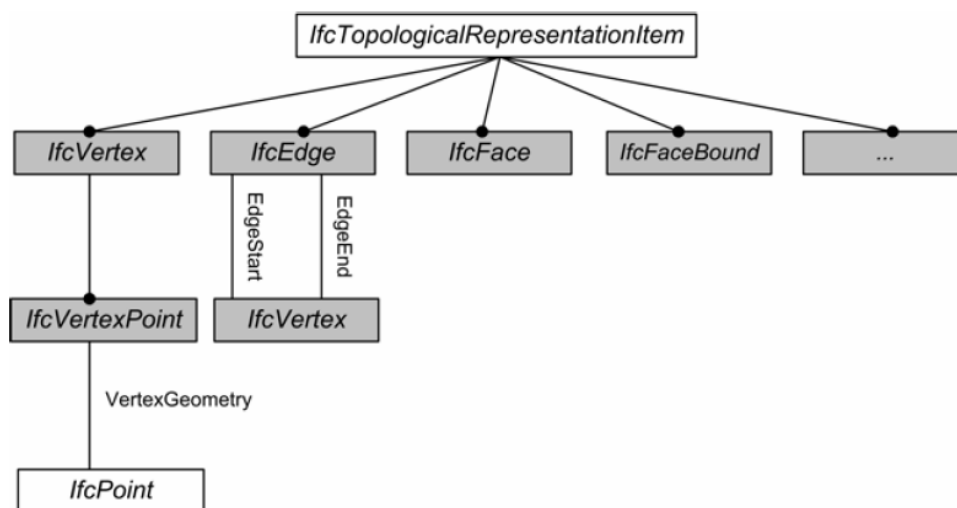 IfcTopologicalRepresentationItem
IfcVertex
IfcEdge
IfcFace
IfcFaceBound
...
EdgeStart
EdgeEnd
IfcVertexPoint
IfcVertex
VertexGeometry
IfcPoint